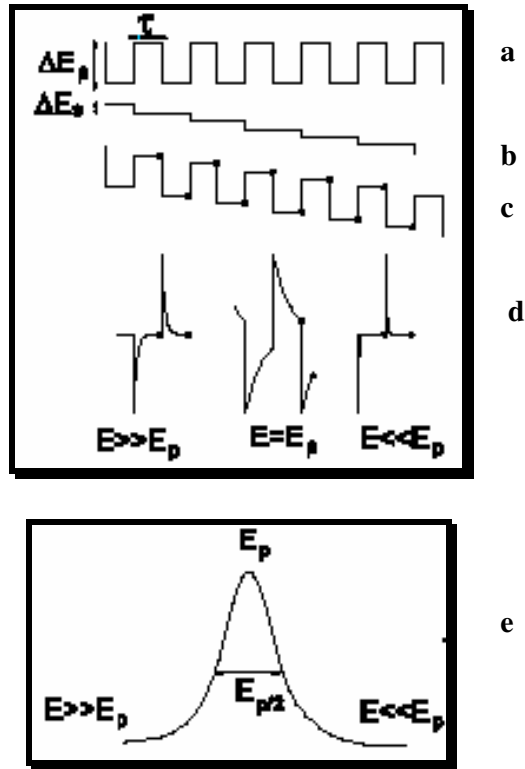 τ
a
ΔEp
ΔEs
b
c
d
E>>Ep E=Ep E<<Ep
Ep
e
Ep/2
E>>Ep E<<Ep